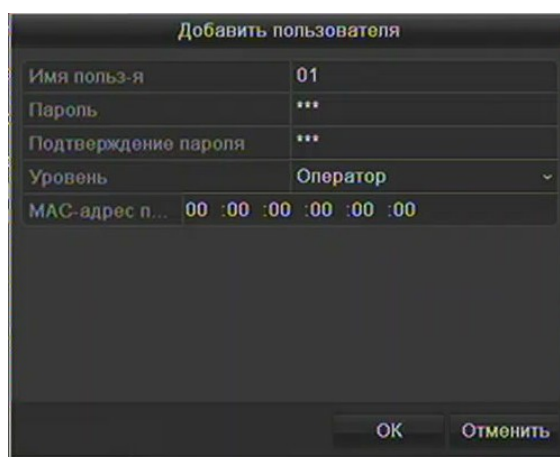 Добавить пользователя
Имя польз-я 01
Пароль ***
Подтверждение пароля ***
Уровень Оператор
MAC-адрес п... 00 :00 :00 :00 :00 :00
OK Отменить